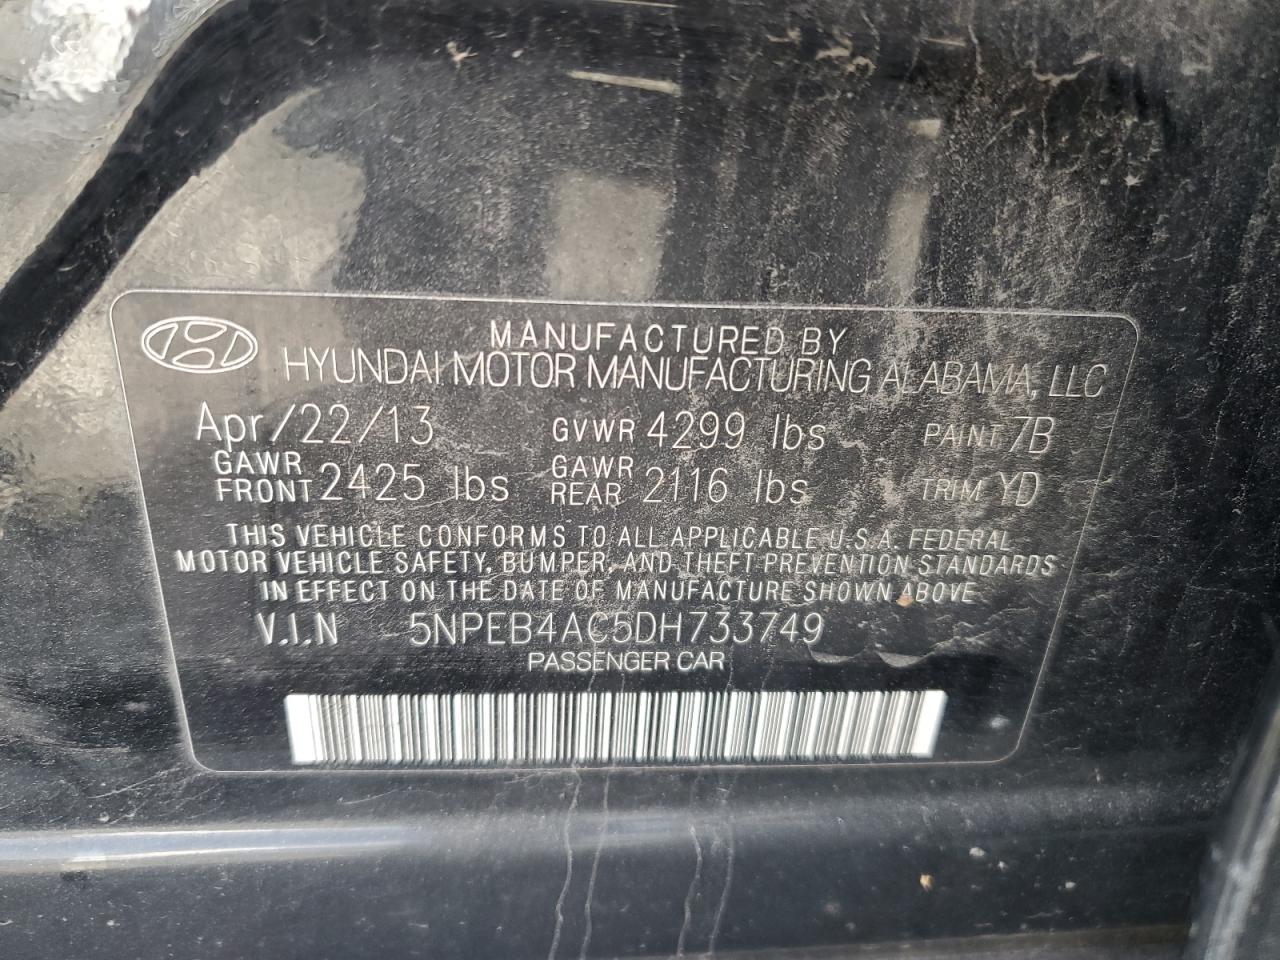 MANUFACTURED BY
HYUNDAI MOTOR MANUFACTURING ALABAMA, LLC
Apr/22/13 GVWR 4299 lbs PAINT 7B
GAWR FRONT 2425 lbs GAWR REAR 2116 lbs TRIM YD
THIS VEHICLE CONFORMS TO ALL APPLICABLE U.S.A. FEDERAL
MOTOR VEHICLE SAFETY, BUMPER, AND THEFT PREVENTION STANDARDS
IN EFFECT ON THE DATE OF MANUFACTURE SHOWN ABOVE
V.I.N 5NPEB4AC5DH733749
PASSENGER CAR